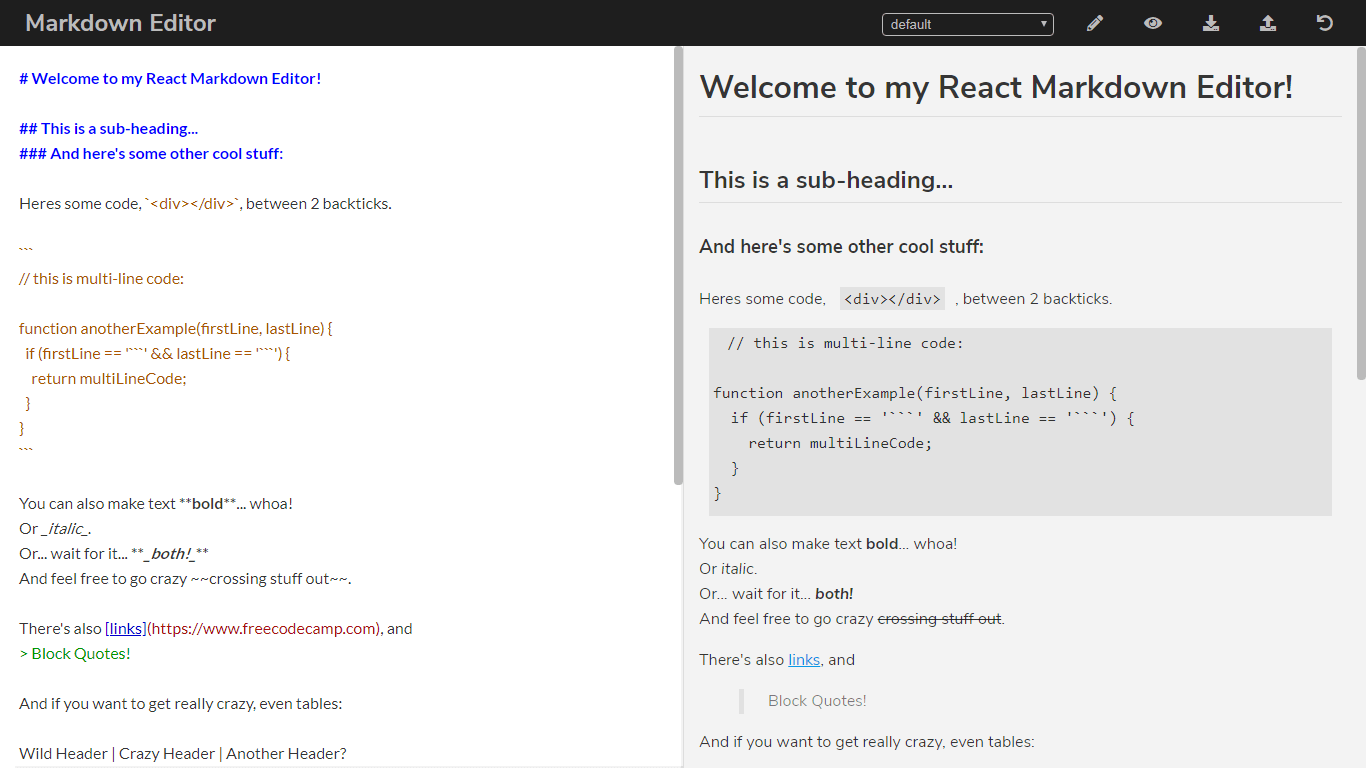 Markdown Editor
default
# Welcome to my React Markdown Editor!
## This is a sub-heading...
### And here's some other cool stuff:
Heres some code, `<div></div>`, between 2 backticks.
```
// this is multi-line code:
function anotherExample(firstLine, lastLine) {
  if (firstLine == '```' && lastLine == '```') {
    return multiLineCode;
  }
}
```
You can also make text **bold**... whoa!
Or _italic_.
Or... wait for it... **_both!_**
And feel free to go crazy ~~crossing stuff out~~.
There's also [links](https://www.freecodecamp.com), and
> Block Quotes!
And if you want to get really crazy, even tables:
Wild Header | Crazy Header | Another Header?
Welcome to my React Markdown Editor!
This is a sub-heading...
And here's some other cool stuff:
Heres some code, <div></div> , between 2 backticks.
// this is multi-line code:
function anotherExample(firstLine, lastLine) {
  if (firstLine == '```' && lastLine == '```') {
    return multiLineCode;
  }
}
You can also make text bold... whoa!
Or italic.
Or... wait for it... both!
And feel free to go crazy crossing stuff out.
There's also links, and
Block Quotes!
And if you want to get really crazy, even tables: